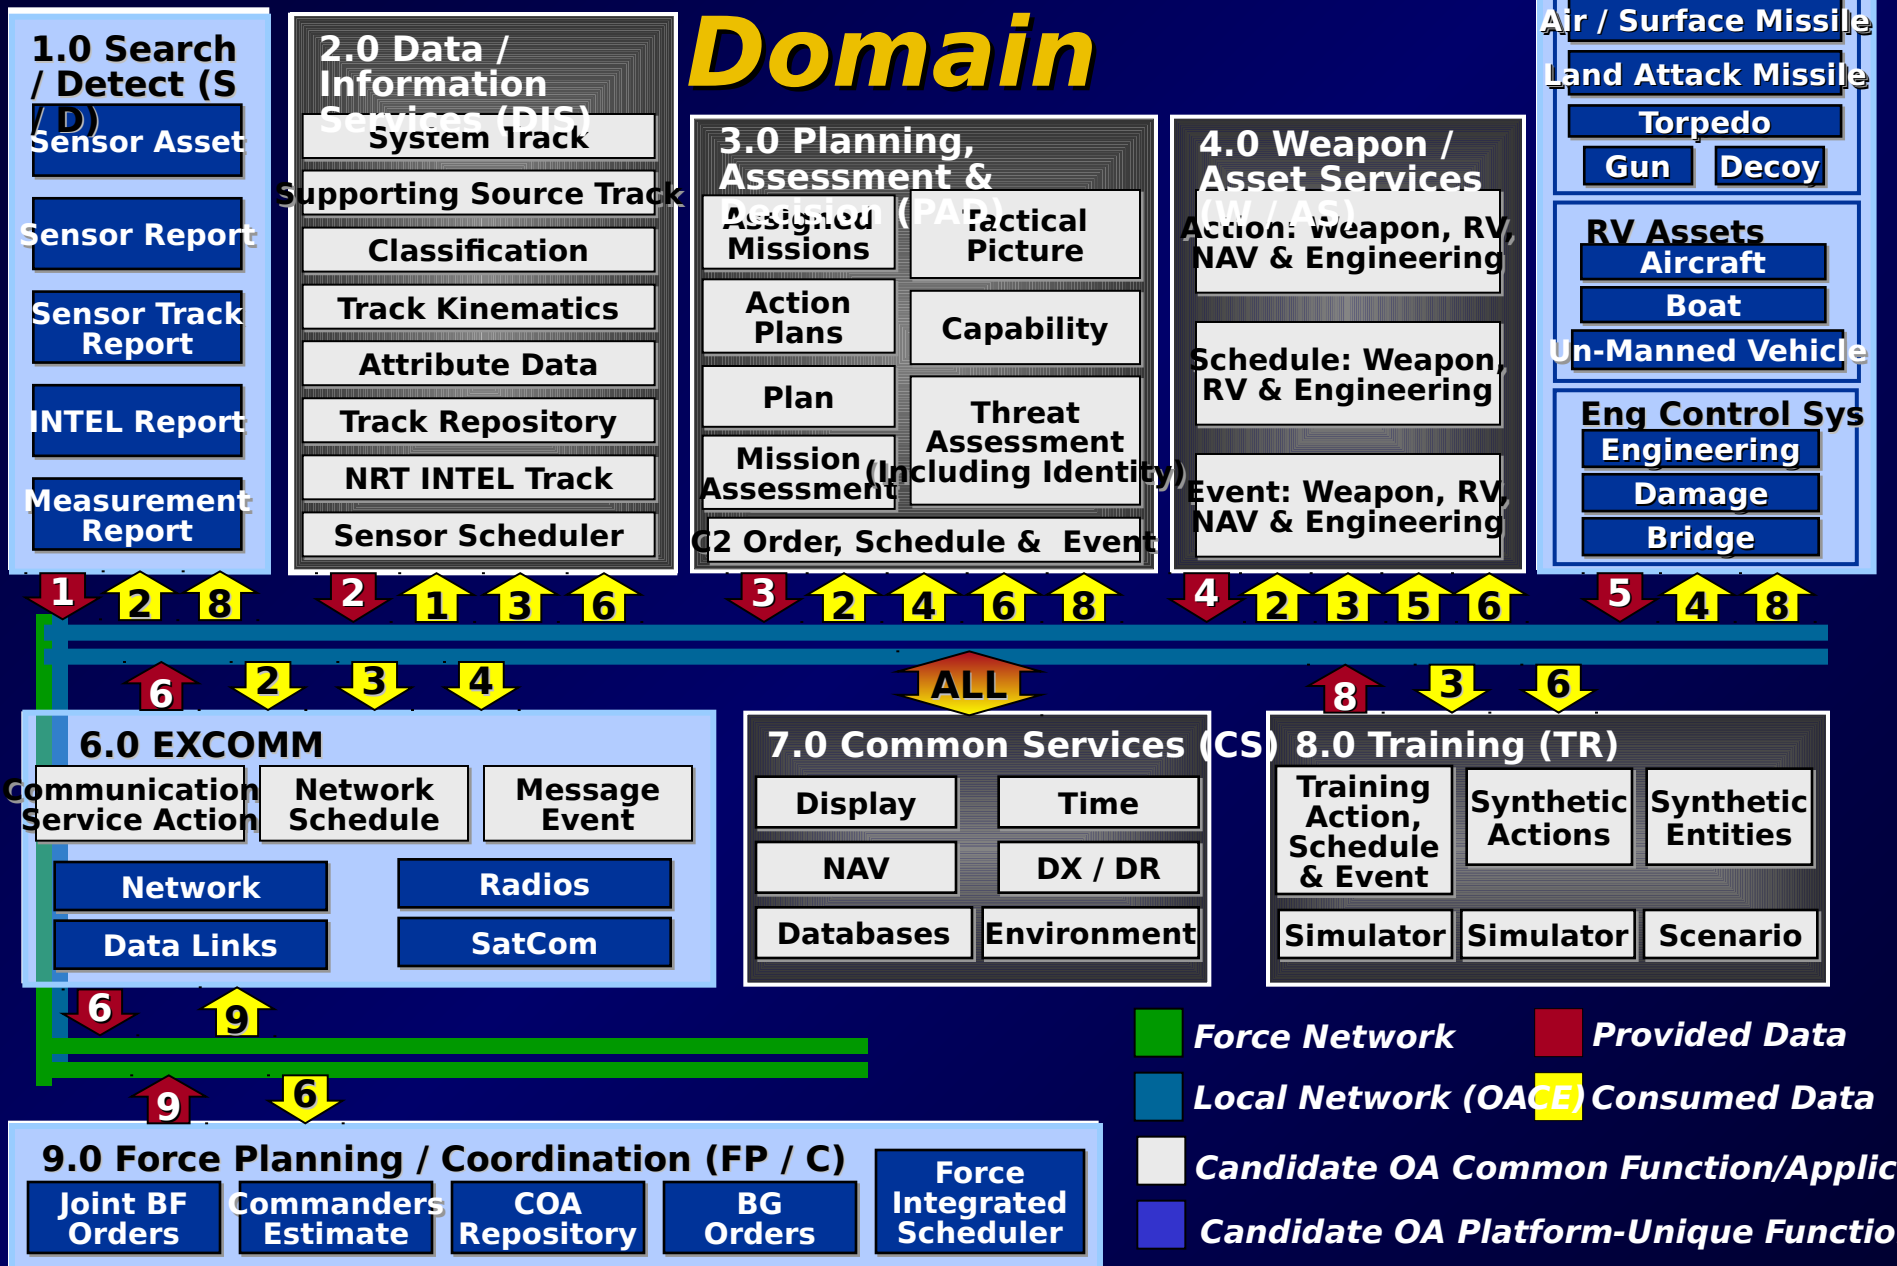 Domain
1.0 Search
/ Detect (S
/ D)
Sensor Asset
Sensor Report
Sensor Track
Report
INTEL Report
Measurement
Report
2.0 Data /
Information
Services (DIS)
System Track
Supporting Source Track
Classification
Track Kinematics
Attribute Data
Track Repository
NRT INTEL Track
Sensor Scheduler
3.0 Planning,
Assessment &
Decision (PAD)
Assigned
Missions
Tactical
Picture
Action
Plans
Capability
Plan
Threat
Assessment
(Including Identity)
Mission
Assessment
C2 Order, Schedule &  Event
4.0 Weapon /
Asset Services
(W / AS)
Action: Weapon, RV,
NAV & Engineering
Schedule: Weapon,
RV & Engineering
Event: Weapon, RV,
NAV & Engineering
Air / Surface Missile
Land Attack Missile
Torpedo
Gun
Decoy
RV Assets
Aircraft
Boat
Un-Manned Vehicle
Eng Control Sys
Engineering
Damage
Bridge
1 2 8
2 1 3 6
3 2 4 6 8
4 2 3 5 6
5 4 8
6 2 3 4
ALL
8 3 6
6.0 EXCOMM
Communication
Service Action
Network
Schedule
Message
Event
Network
Radios
Data Links
SatCom
7.0 Common Services (CS)
Display
Time
NAV
DX / DR
Databases
Environment
8.0 Training (TR)
Training
Action,
Schedule
& Event
Synthetic
Actions
Synthetic
Entities
Simulator
Simulator
Scenario
6 9
9 6
9.0 Force Planning / Coordination (FP / C)
Joint BF
Orders
Commanders
Estimate
COA
Repository
BG
Orders
Force
Integrated
Scheduler
Force Network
Provided Data
Local Network (OACE)
Consumed Data
Candidate OA Common Function/Applic
Candidate OA Platform-Unique Functio